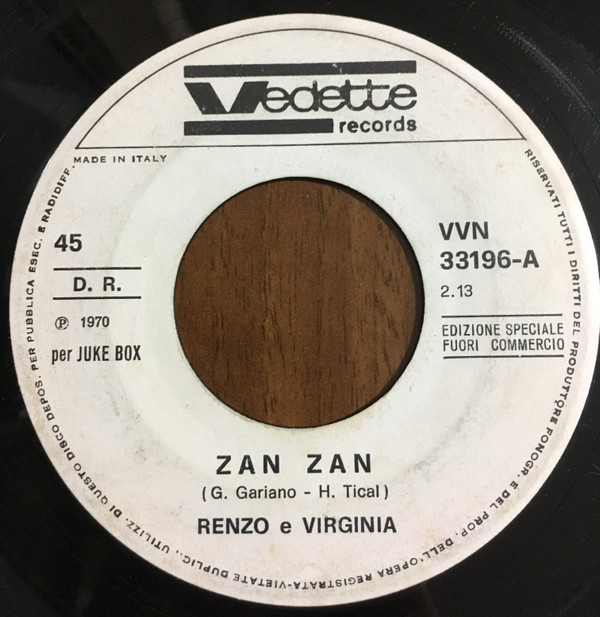 Vedette
records
MADE IN ITALY
RISERVATI TUTTI I DIRITTI DEL PRODUTTORE FONOGR. E DEL PROP. DELL'OPERA REGISTRATA-VIETATE DUPLIC., UTILIZZ. DI QUESTO DISCO DEPOS. PER PUBBLICA ESEC. E RADIDIFF.
45
D. R.
Ⓟ 1970
per JUKE BOX
VVN
33196-A
2.13
EDIZIONE SPECIALE
FUORI COMMERCIO
ZAN ZAN
(G. Gariano - H. Tical)
RENZO e VIRGINIA